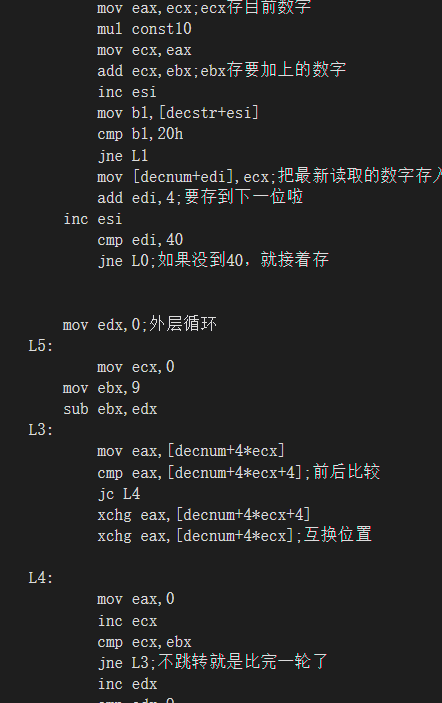 mov eax,ecx;ecx存目前数字
mul const10
mov ecx,eax
add ecx,ebx;ebx存要加上的数字
inc esi
mov bl,[decstr+esi]
cmp bl,20h
jne L1
mov [decnum+edi],ecx;把最新读取的数字存入
add edi,4;要存到下一位啦
inc esi
cmp edi,40
jne L0;如果没到40，就接着存
mov edx,0;外层循环
L5:
mov ecx,0
mov ebx,9
sub ebx,edx
L3:
mov eax,[decnum+4*ecx]
cmp eax,[decnum+4*ecx+4];前后比较
jc L4
xchg eax,[decnum+4*ecx+4]
xchg eax,[decnum+4*ecx];互换位置
L4:
mov eax,0
inc ecx
cmp ecx,ebx
jne L3;不跳转就是比完一轮了
inc edx